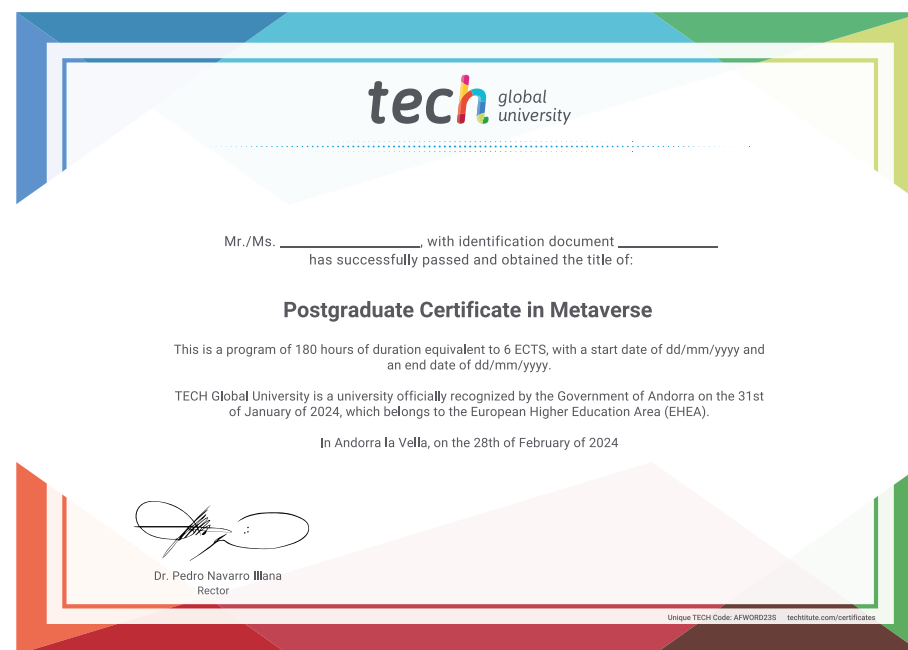 tech global
university
Mr./Ms. ____________, with identification document ____________
has successfully passed and obtained the title of:
Postgraduate Certificate in Metaverse
This is a program of 180 hours of duration equivalent to 6 ECTS, with a start date of dd/mm/yyyy and
an end date of dd/mm/yyyy.
TECH Global University is a university officially recognized by the Government of Andorra on the 31st
of January of 2024, which belongs to the European Higher Education Area (EHEA).
In Andorra la Vella, on the 28th of February of 2024
Dr. Pedro Navarro Illana
Rector
Unique TECH Code: AFWORD23S techtitute.com/certificates